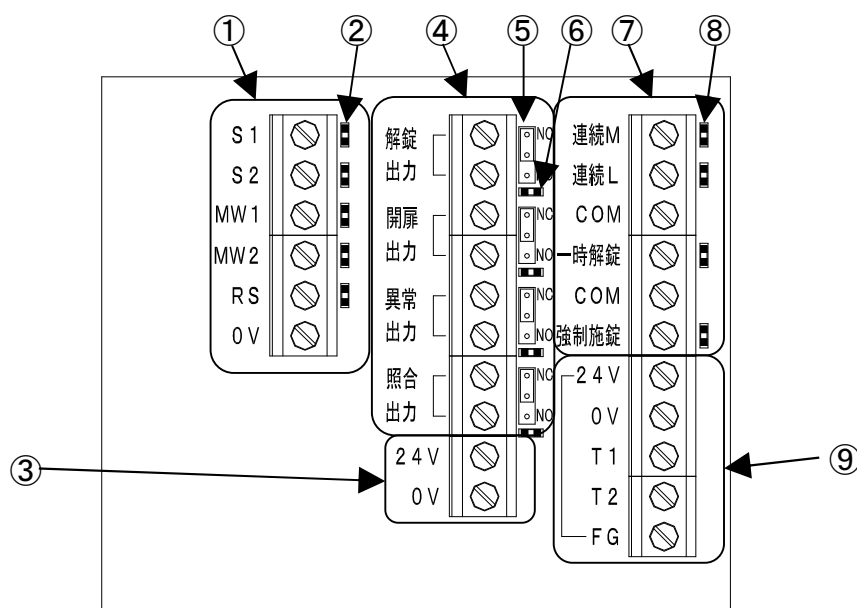 ① ② ④ ⑤ ⑥ ⑦ ⑧
S1
S2
MW1
MW2
RS
0V
解錠
出力
開扉
出力
異常
出力
照合
出力
24V
0V
NC
NO
NC
NO
NC
NO
NC
NO
連続M
連続L
COM
一時解錠
COM
強制施錠
24V
0V
T1
T2
FG
③
⑨